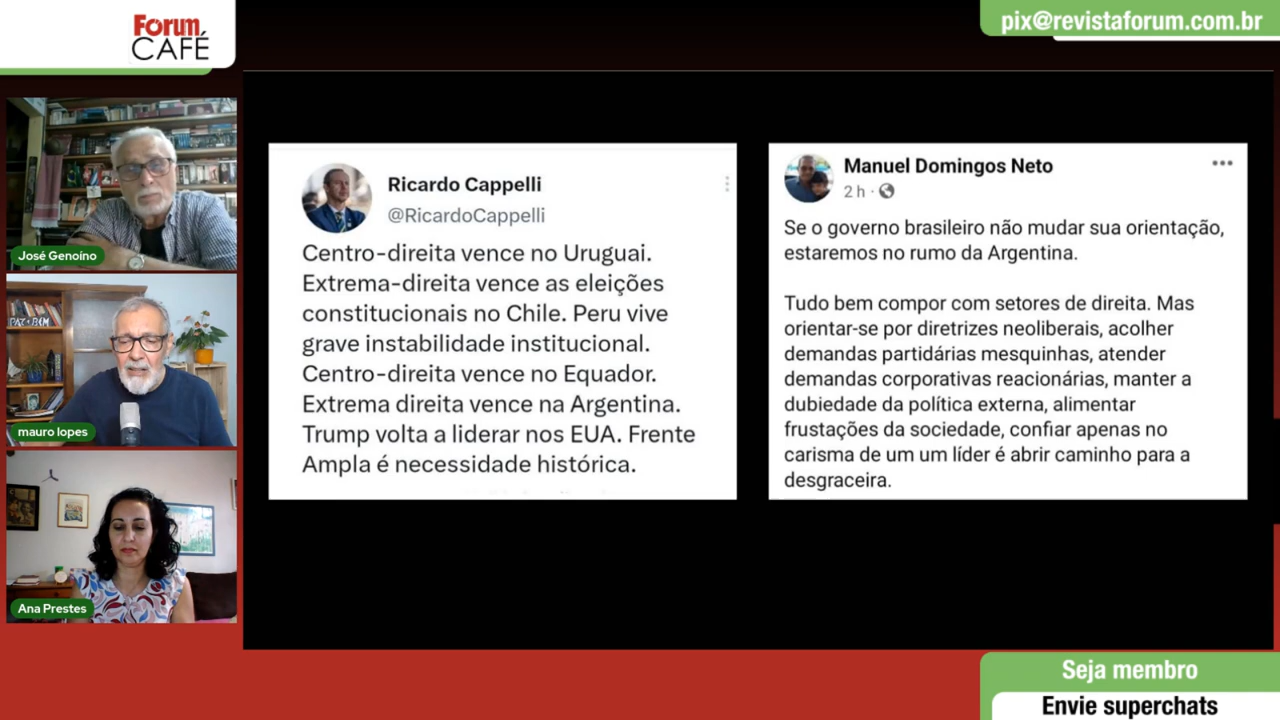 Forum
CAFÉ
pix@revistaforum.com.br
José Genoíno
PAZ BEM
mauro lopes
Ana Prestes
Ricardo Cappelli
@RicardoCappelli
Centro-direita vence no Uruguai.
Extrema-direita vence as eleições
constitucionais no Chile. Peru vive
grave instabilidade institucional.
Centro-direita vence no Equador.
Extrema direita vence na Argentina.
Trump volta a liderar nos EUA. Frente
Ampla é necessidade histórica.
Manuel Domingos Neto
2 h ·
Se o governo brasileiro não mudar sua orientação,
estaremos no rumo da Argentina.
Tudo bem compor com setores de direita. Mas
orientar-se por diretrizes neoliberais, acolher
demandas partidárias mesquinhas, atender
demandas corporativas reacionárias, manter a
dubiedade da política externa, alimentar
frustações da sociedade, confiar apenas no
carisma de um um líder é abrir caminho para a
desgraceira.
Seja membro
Envie superchats